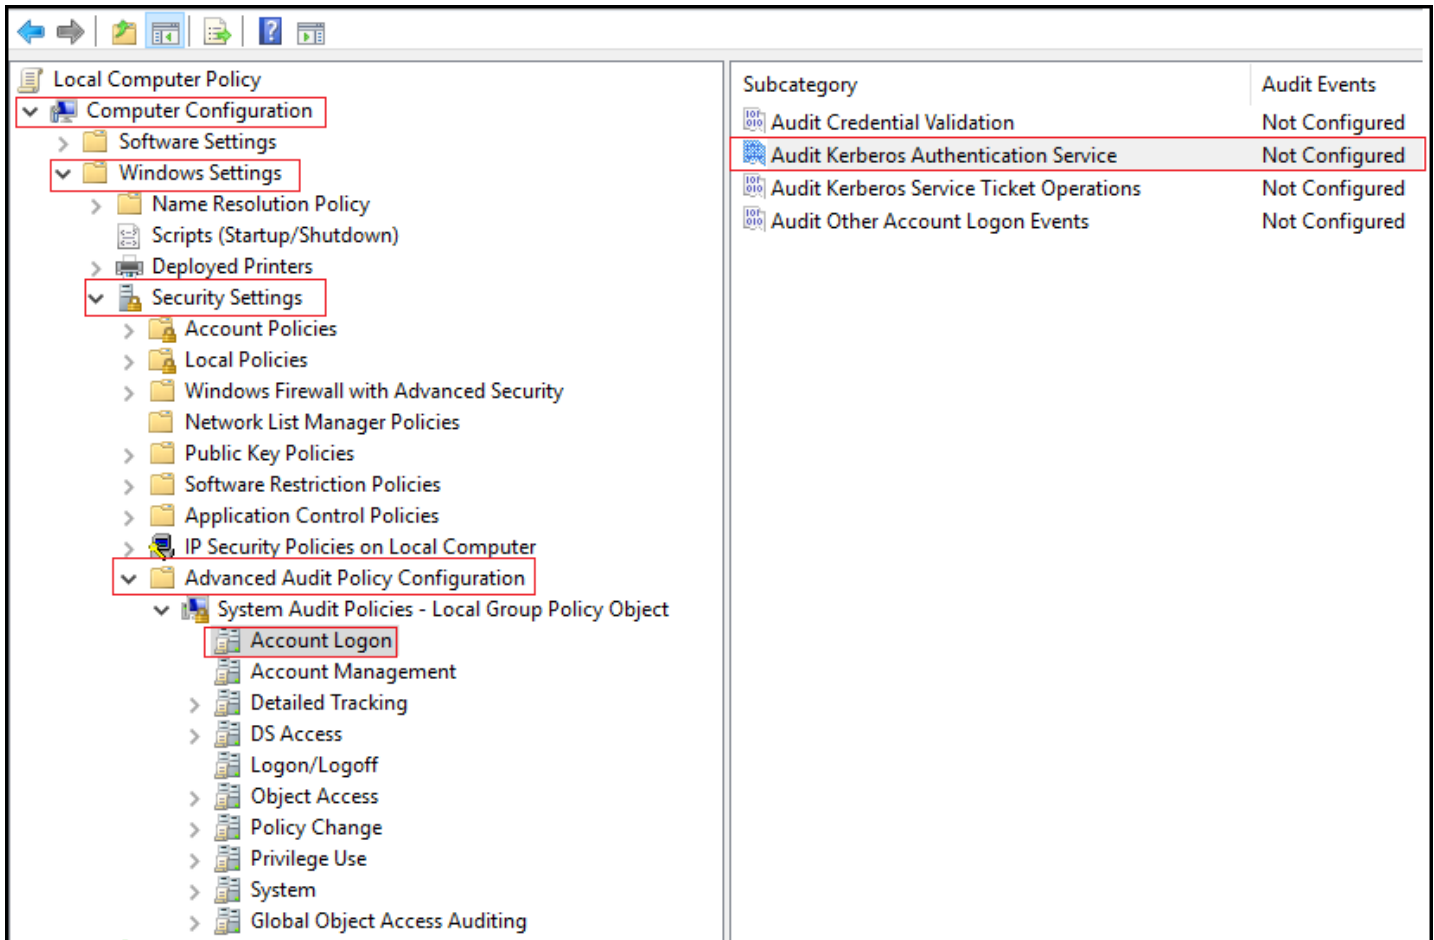 Local Computer Policy
Computer Configuration
Software Settings
Windows Settings
Name Resolution Policy
Scripts (Startup/Shutdown)
Deployed Printers
Security Settings
Account Policies
Local Policies
Windows Firewall with Advanced Security
Network List Manager Policies
Public Key Policies
Software Restriction Policies
Application Control Policies
IP Security Policies on Local Computer
Advanced Audit Policy Configuration
System Audit Policies - Local Group Policy Object
Account Logon
Account Management
Detailed Tracking
DS Access
Logon/Logoff
Object Access
Policy Change
Privilege Use
System
Global Object Access Auditing
Subcategory Audit Events
Audit Credential Validation Not Configured
Audit Kerberos Authentication Service Not Configured
Audit Kerberos Service Ticket Operations Not Configured
Audit Other Account Logon Events Not Configured